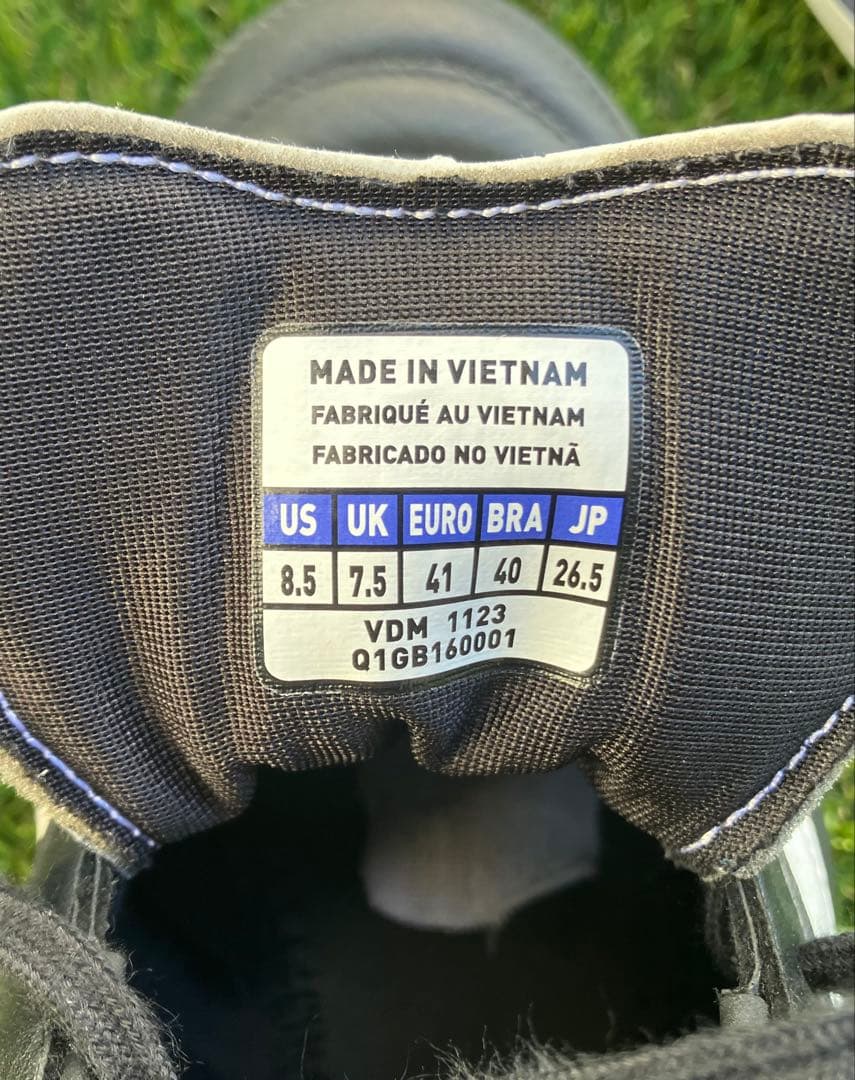 MADE IN VIETNAM
FABRIQUÉ AU VIETNAM
FABRICADO NO VIETNÃ
US UK EURO BRA JP
8.5 7.5 41 40 26.5
VDM 1123
Q1GB160001